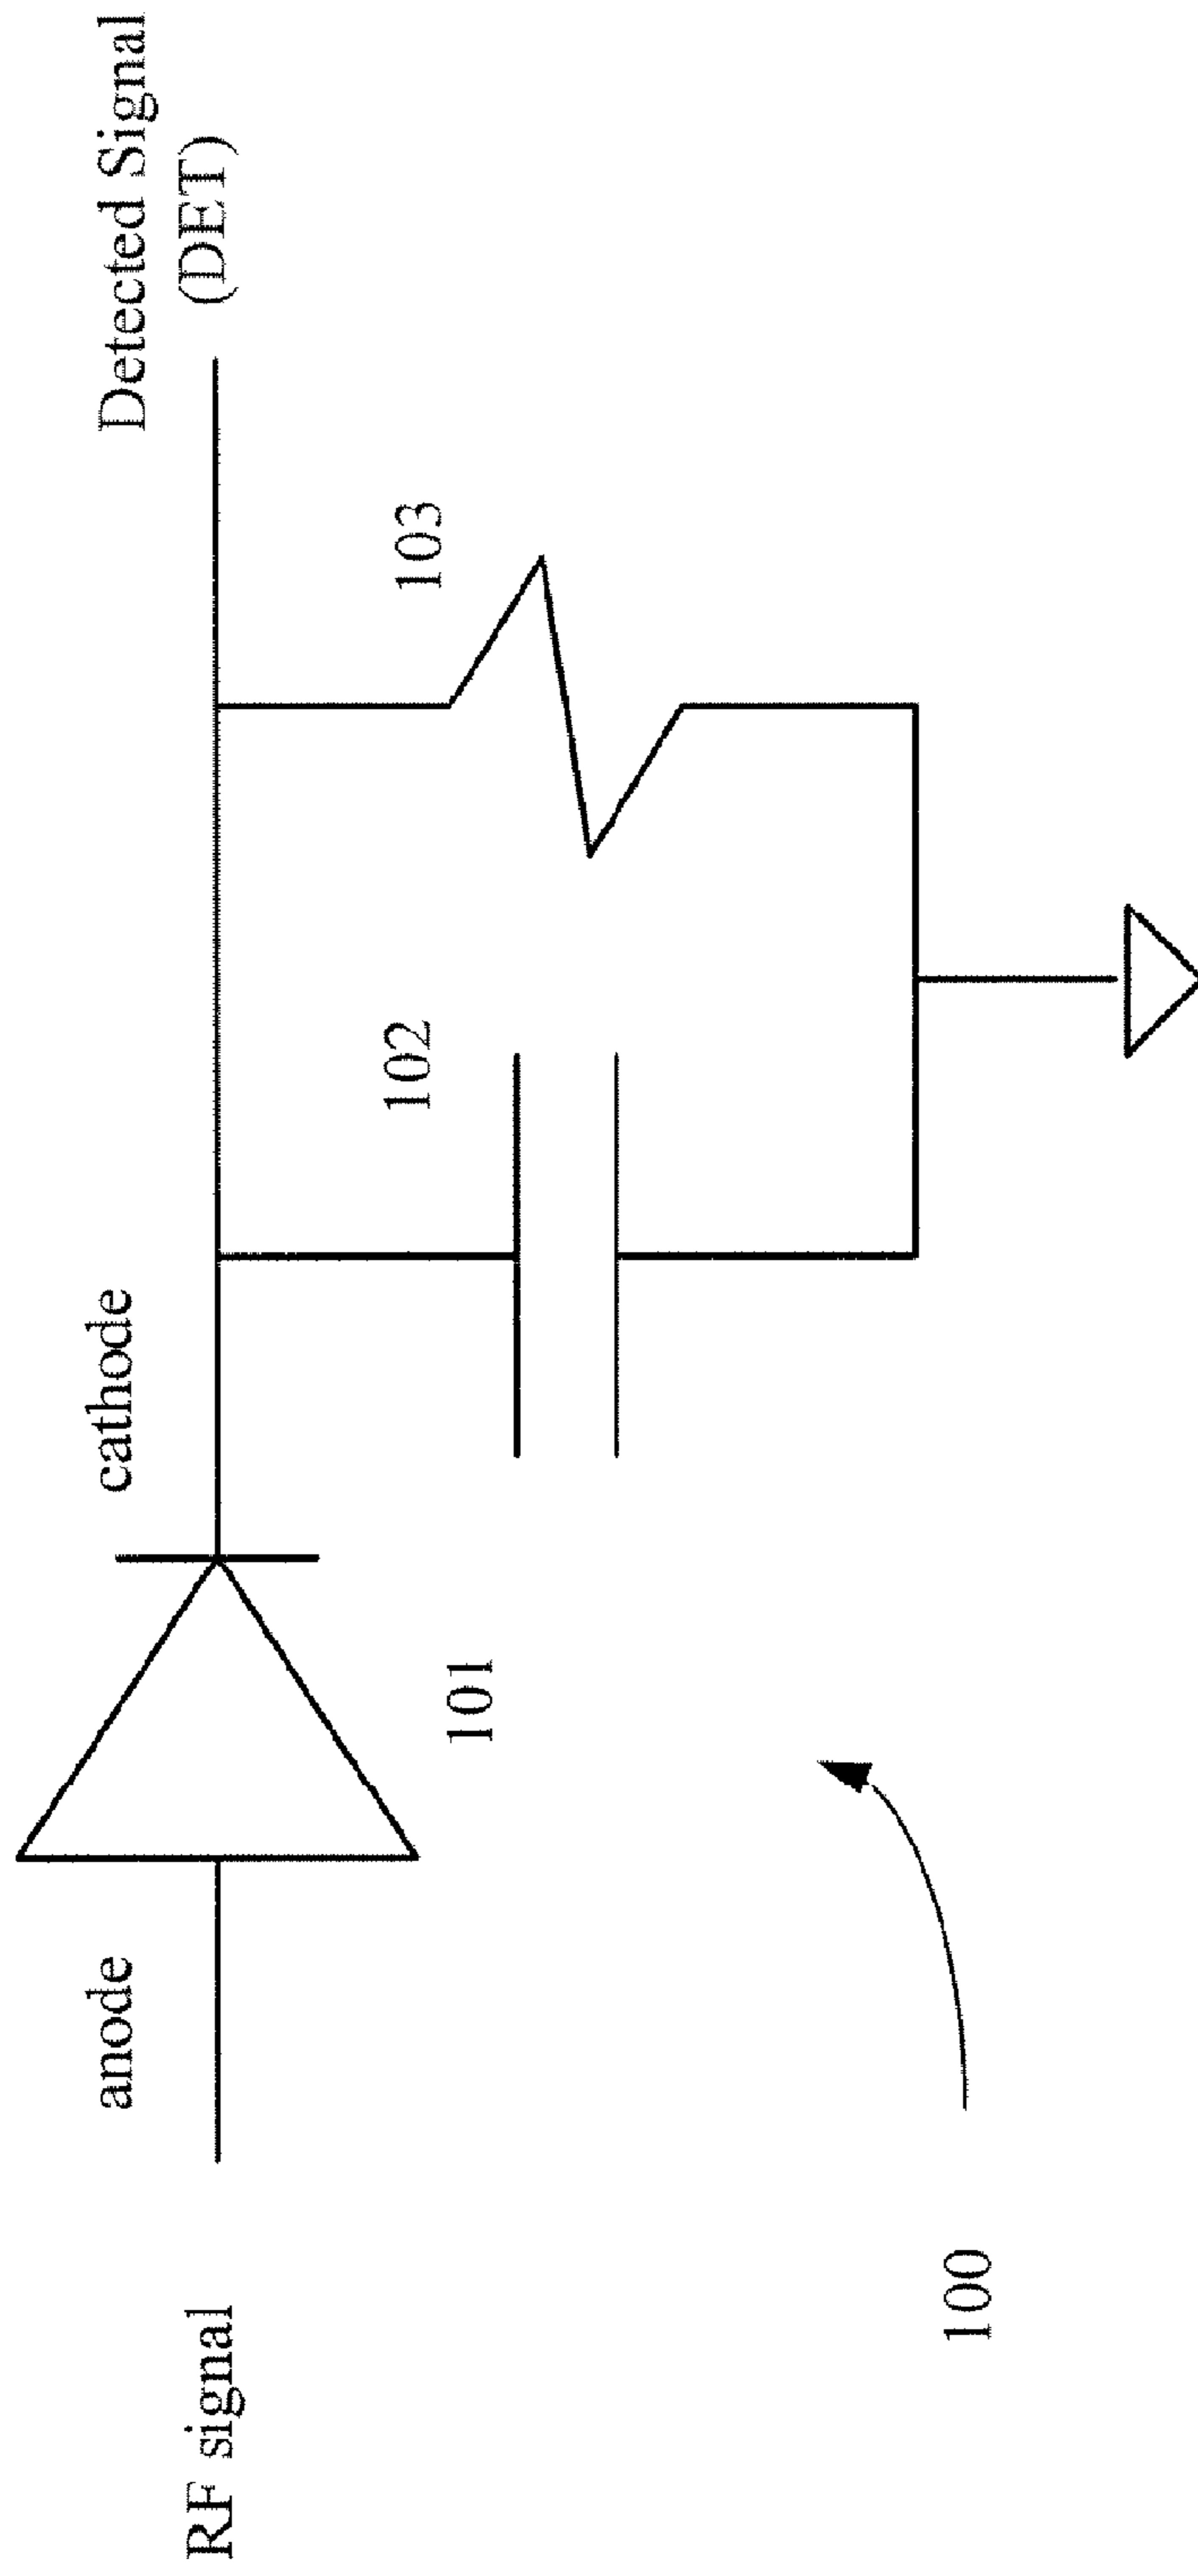 RF signal
anode
cathode
Detected Signal
(DET)
101
102
103
100